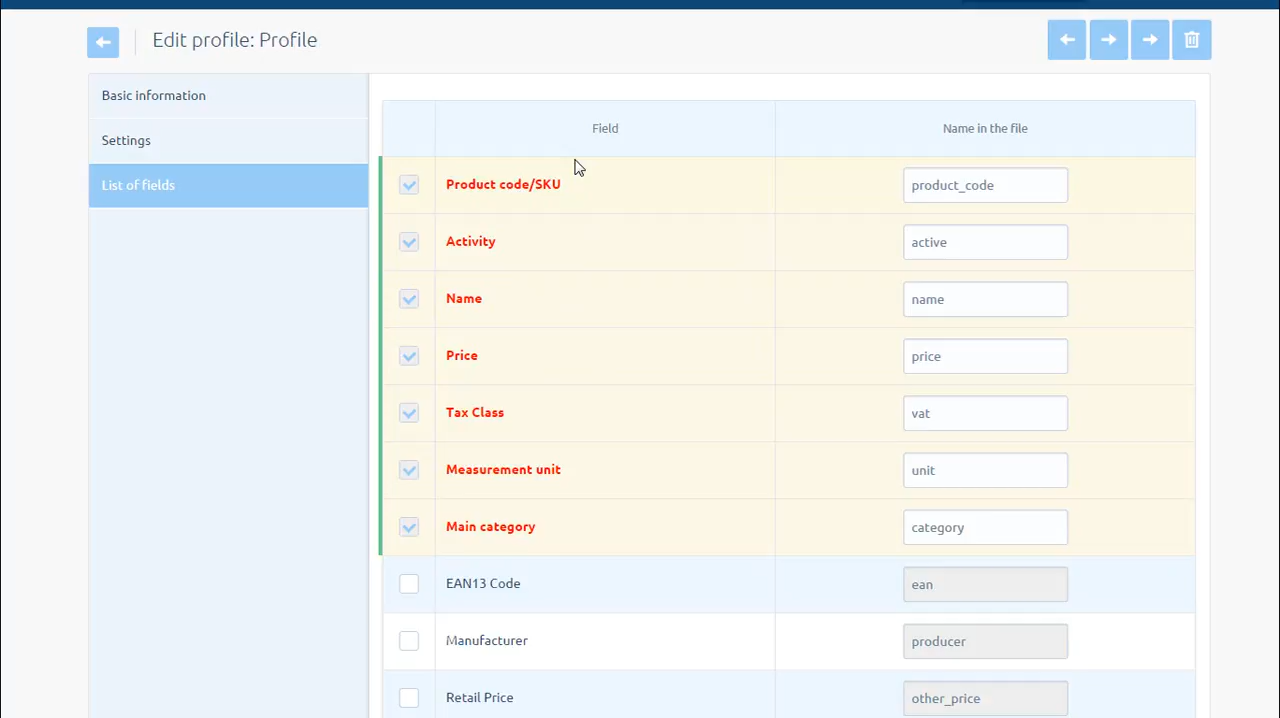 Edit profile: Profile
Basic information
Settings
List of fields
Field
Name in the file
Product code/SKU
product_code
Activity
active
Name
name
Price
price
Tax Class
vat
Measurement unit
unit
Main category
category
EAN13 Code
ean
Manufacturer
producer
Retail Price
other_price